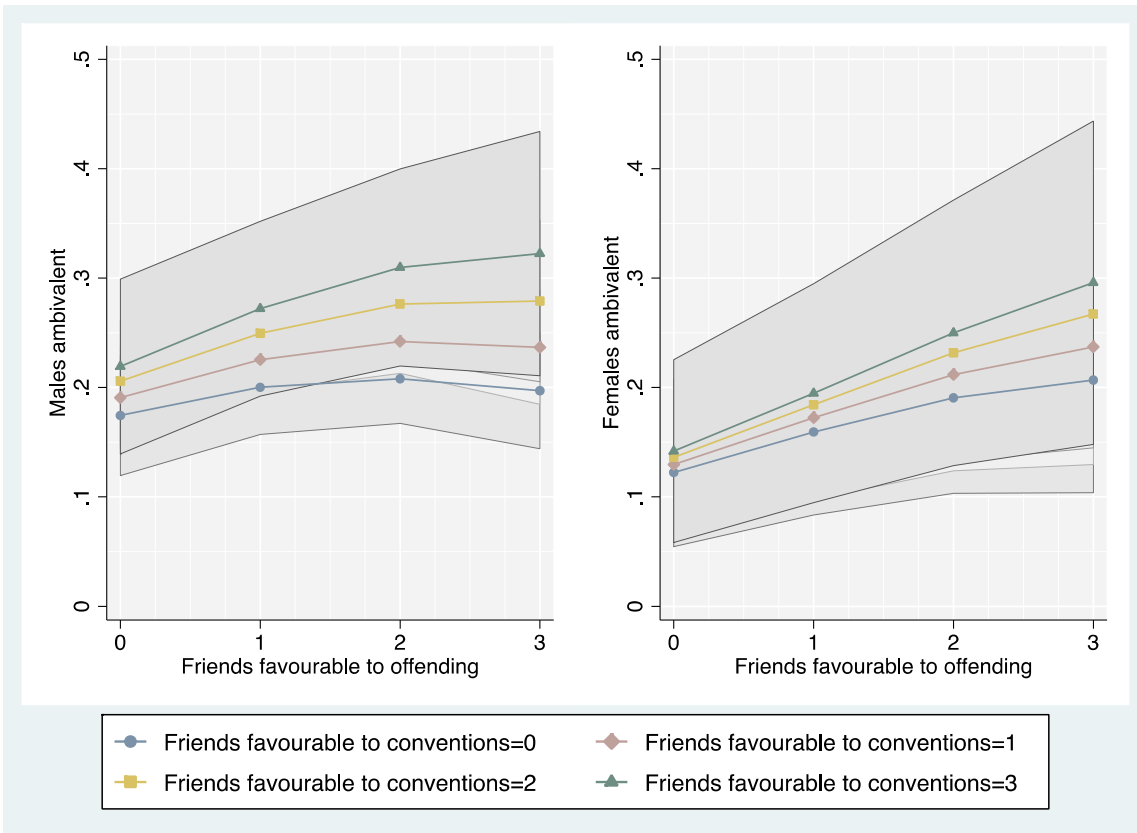 Males ambivalent
.5
.4
.3
.2
.1
0
0 1 2 3
Friends favourable to offending
Females ambivalent
.5
.4
.3
.2
.1
0
0 1 2 3
Friends favourable to offending
Friends favourable to conventions=0
Friends favourable to conventions=1
Friends favourable to conventions=2
Friends favourable to conventions=3